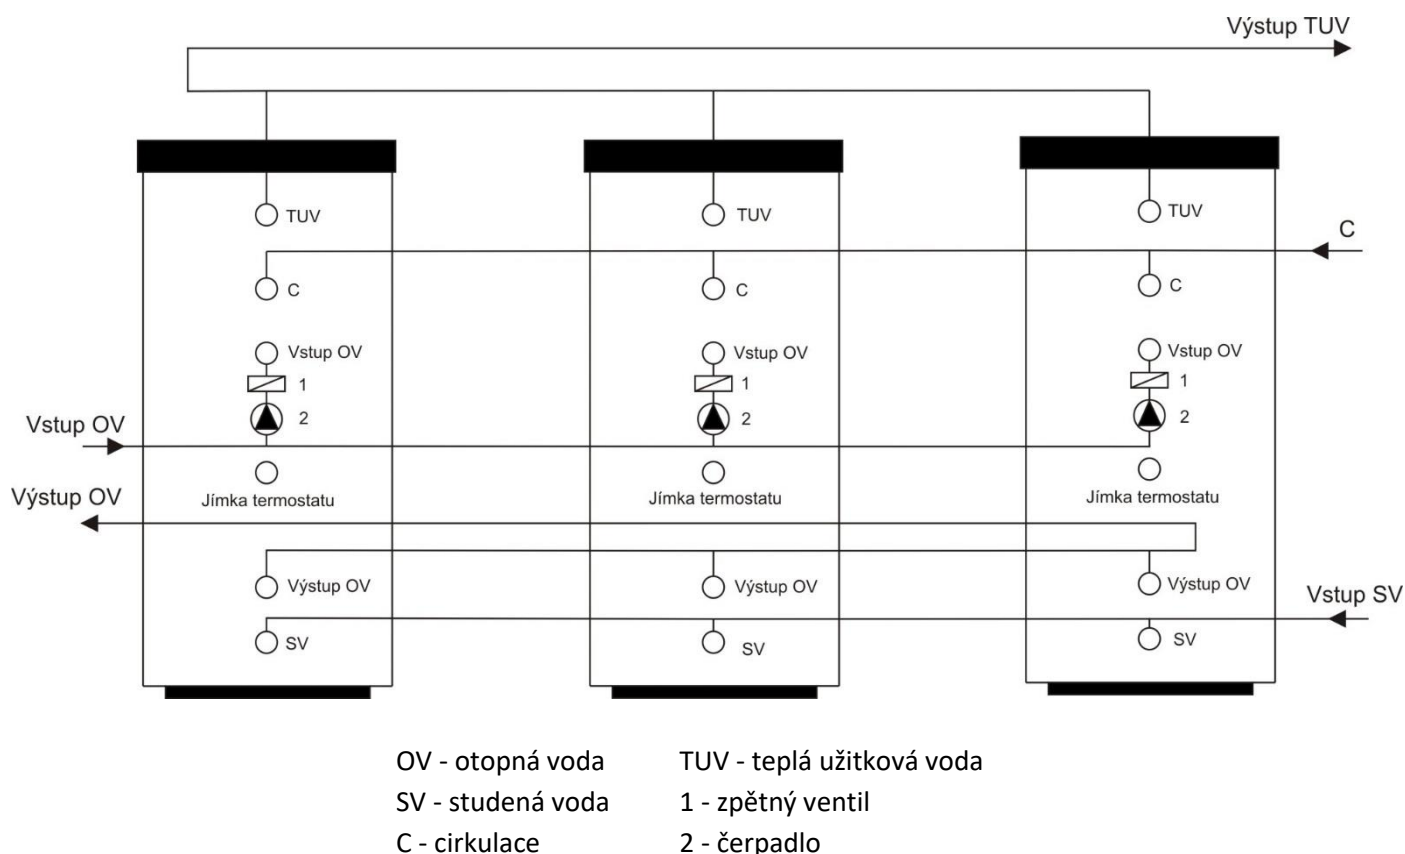 Výstup TUV
TUV TUV TUV
C
C C C
Vstup OV Vstup OV Vstup OV
1 1 1
Vstup OV
2 2 2
Výstup OV
Jímka termostatu Jímka termostatu Jímka termostatu
Výstup OV Výstup OV Výstup OV
Vstup SV
SV SV SV
OV - otopná voda TUV - teplá užitková voda
SV - studená voda 1 - zpětný ventil
C - cirkulace 2 - čerpadlo